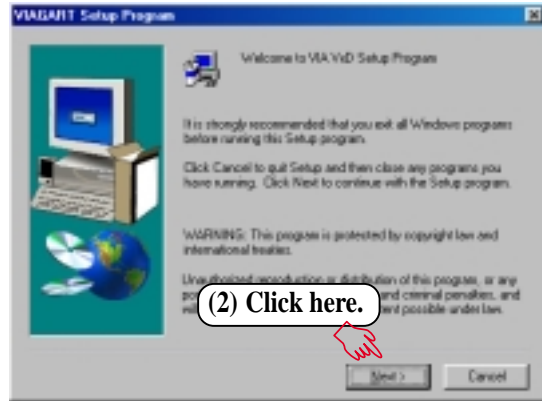 VIAGART Setup Program
Welcome to VIA VxD Setup Program
It is strongly recommended that you exit all Windows programs
before running this Setup program.
Click Cancel to quit Setup and then close any programs you
have running. Click Next to continue with the Setup program.
WARNING: This program is protected by copyright law and
international treaties.
Unauthorized reproduction or distribution of this program, or any
and criminal penalties, and
possible under law.
(2) Click here.
Next >
Cancel